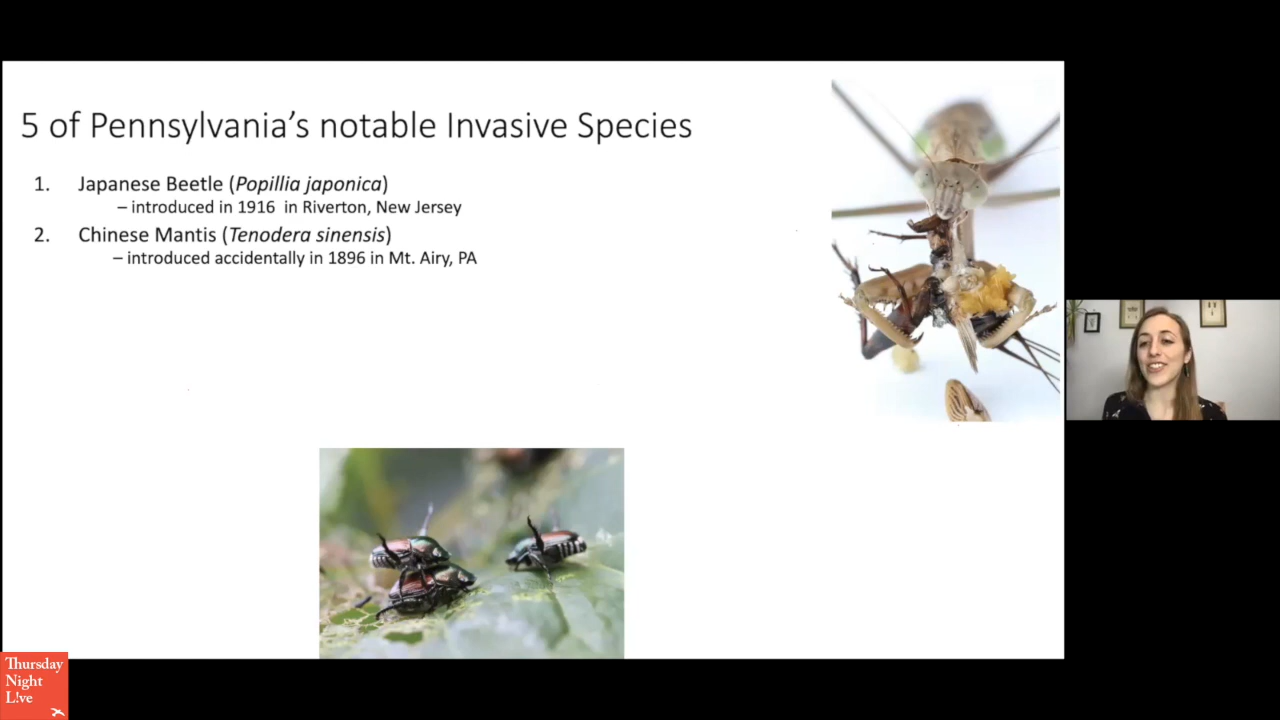 5 of Pennsylvania's notable Invasive Species
1. Japanese Beetle (Popillia japonica)
– introduced in 1916 in Riverton, New Jersey
2. Chinese Mantis (Tenodera sinensis)
– introduced accidentally in 1896 in Mt. Airy, PA
Thursday
Night
L!ve